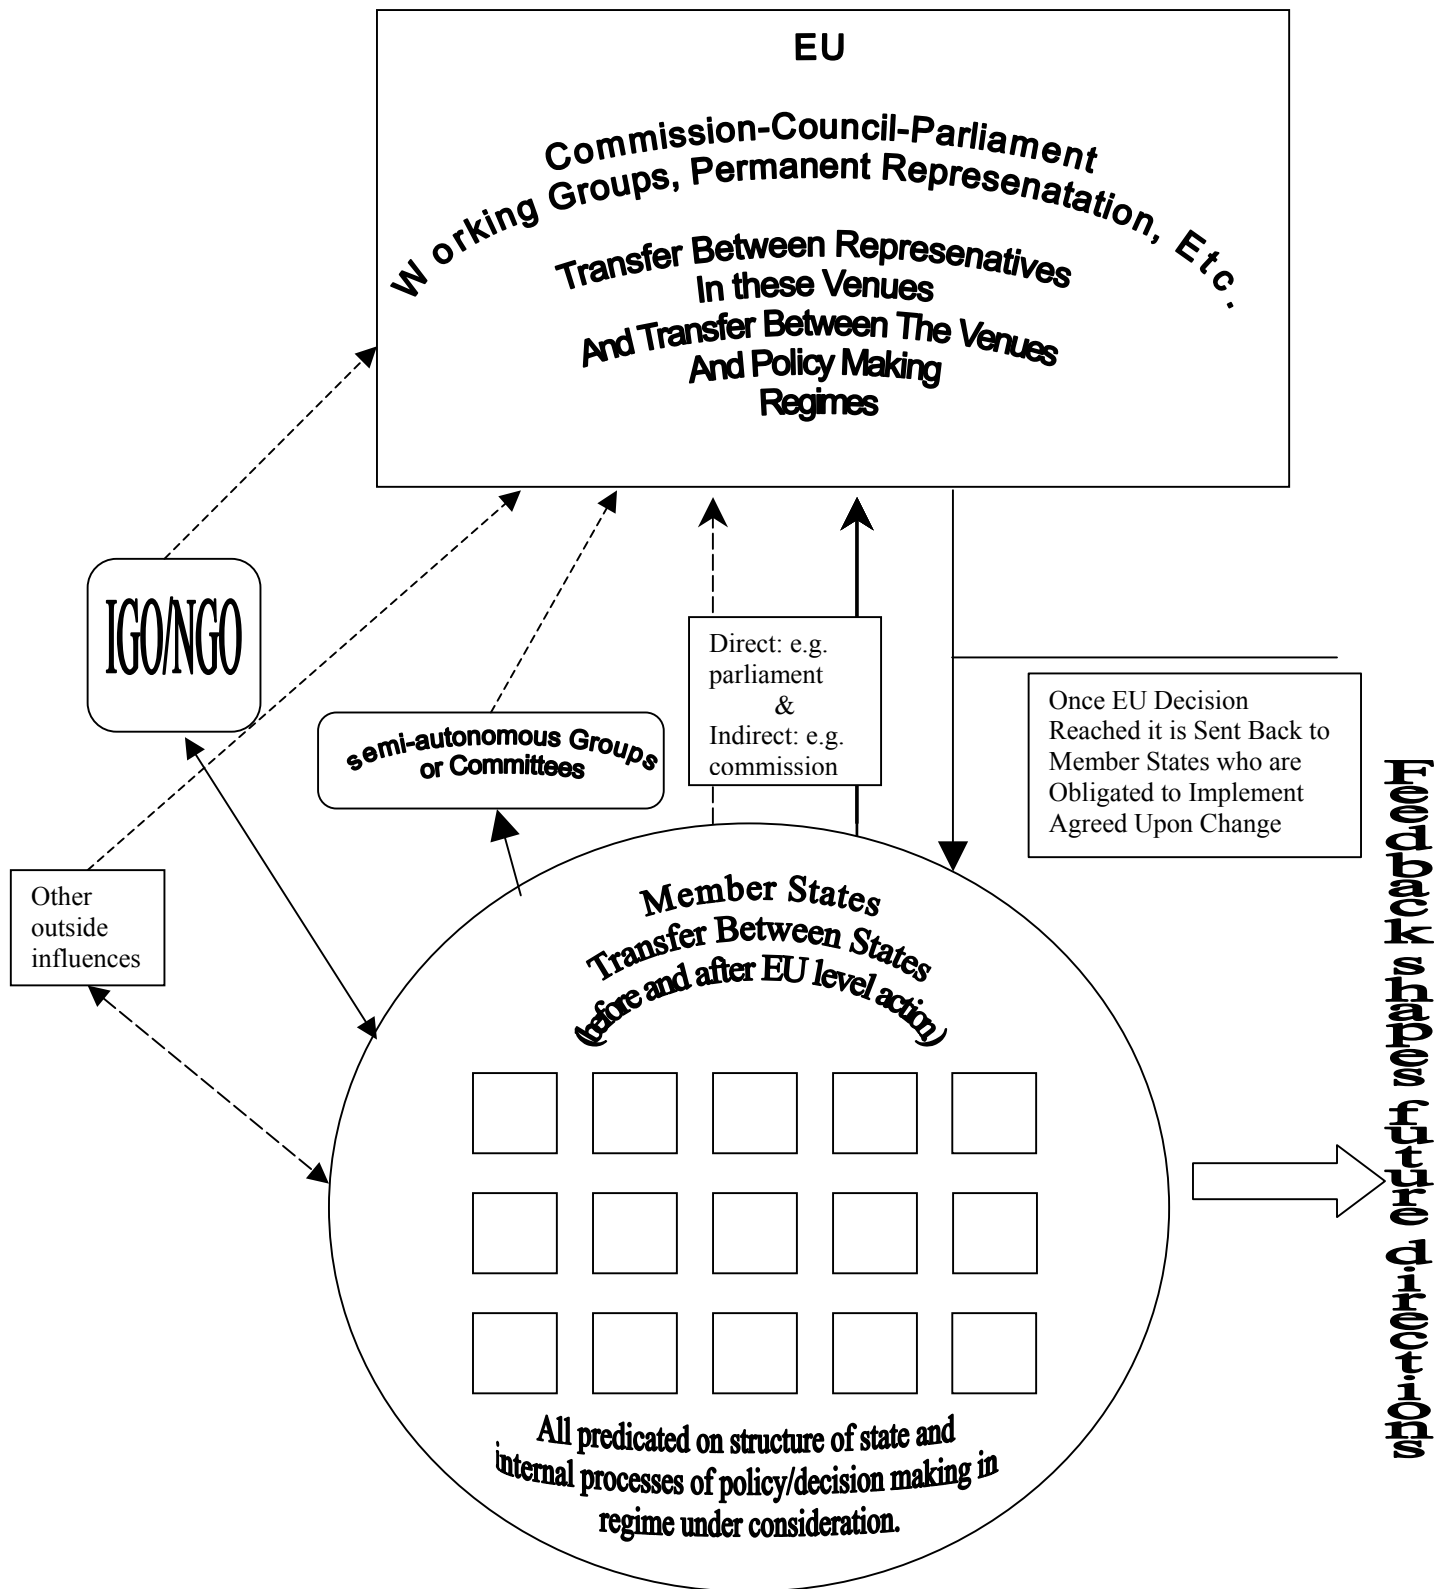 EU
Commission-Council-Parliament
Working Groups, Permanent Represenatation, Etc.
Transfer Between Represenatives
In these Venues
And Transfer Between The Venues
And Policy Making
Regimes
IGO/NGO
semi-autonomous Groups
or Committees
Direct: e.g.
parliament
&
Indirect: e.g.
commission
Once EU Decision
Reached it is Sent Back to
Member States who are
Obligated to Implement
Agreed Upon Change
Other
outside
influences
Member States
Transfer Between States
(before and after EU level action)
All predicated on structure of state and
internal processes of policy/decision making in
regime under consideration.
Feedback shapes future directions